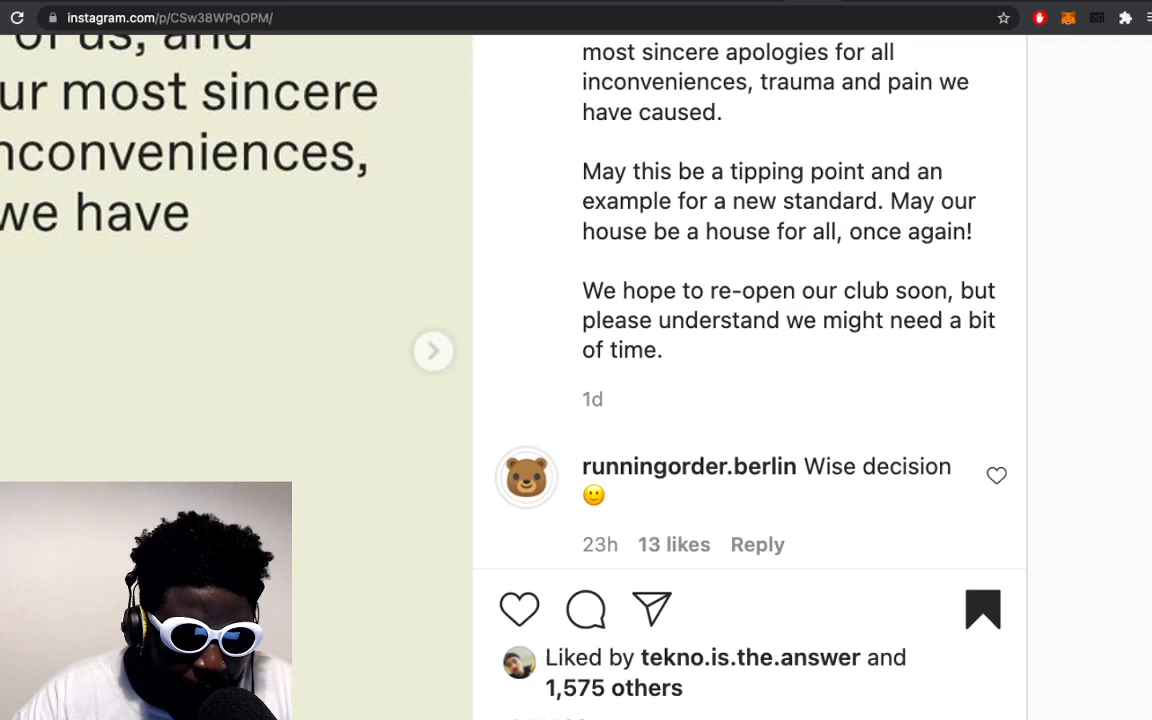 instagram.com/p/CSw38WPqOPM/
of us, and
ur most sincere
nconveniences,
we have
most sincere apologies for all
inconveniences, trauma and pain we
have caused.
May this be a tipping point and an
example for a new standard. May our
house be a house for all, once again!
We hope to re-open our club soon, but
please understand we might need a bit
of time.
1d
runningorder.berlin Wise decision
🙂
23h 13 likes Reply
Liked by tekno.is.the.answer and
1,575 others